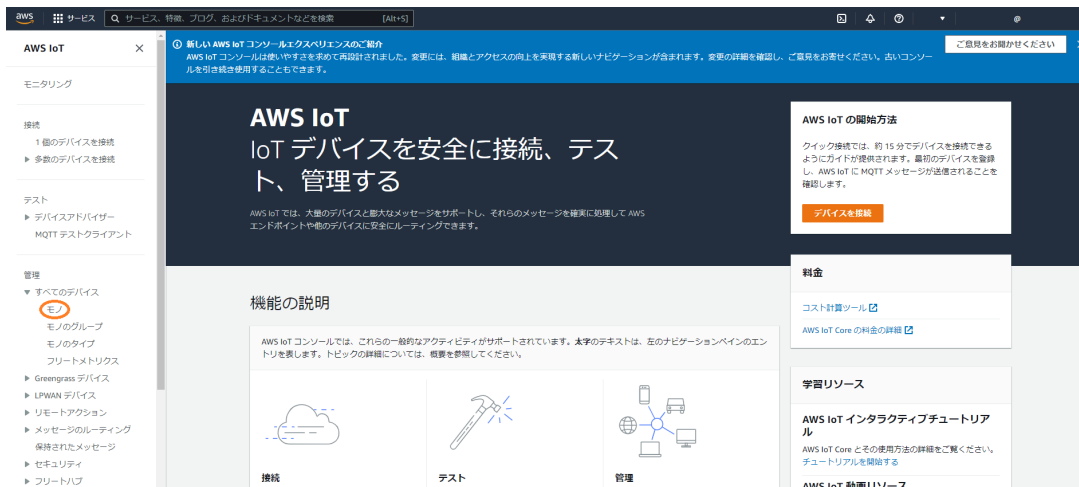 aws サービス サービス、特徴、ブログ、およびドキュメントなどを検索 [Alt+S] @
AWS IoT
モニタリング
接続
1 個のデバイスを接続
多数のデバイスを接続
テスト
デバイスアドバイザー
MQTT テストクライアント
管理
すべてのデバイス
モノ
モノのグループ
モノのタイプ
フリートメトリクス
Greengrass デバイス
LPWAN デバイス
リモートアクション
メッセージのルーティング
保持されたメッセージ
セキュリティ
フリートハブ
新しい AWS IoT コンソールエクスペリエンスのご紹介
AWS IoT コンソールは使いやすさを求めて再設計されました。変更には、組織とアクセスの向上を実現する新しいナビゲーションが含まれます。変更の詳細を確認し、ご意見をお寄せください。古いコンソー
ルを引き続き使用することもできます。
ご意見をお聞かせください
AWS IoT
IoT デバイスを安全に接続、テス
ト、管理する
AWS IoT では、大量のデバイスと膨大なメッセージをサポートし、それらのメッセージを確実に処理して AWS
エンドポイントや他のデバイスに安全にルーティングできます。
AWS IoT の開始方法
クイック接続では、約 15 分でデバイスを接続できる
ようにガイドが提供されます。最初のデバイスを登録
し、AWS IoT に MQTT メッセージが送信されることを
確認します。
デバイスを接続
料金
コスト計算ツール
AWS IoT Core の料金の詳細
機能の説明
AWS IoT コンソールでは、これらの一般的なアクティビティがサポートされています。太字のテキストは、左のナビゲーションペインのエン
トリを表します。トピックの詳細については、概要を参照してください。
接続
テスト
管理
学習リソース
AWS IoT インタラクティブチュートリア
ル
AWS IoT Core とその使用方法の詳細をご覧ください。
チュートリアルを開始する
AWS IoT 動画リソース